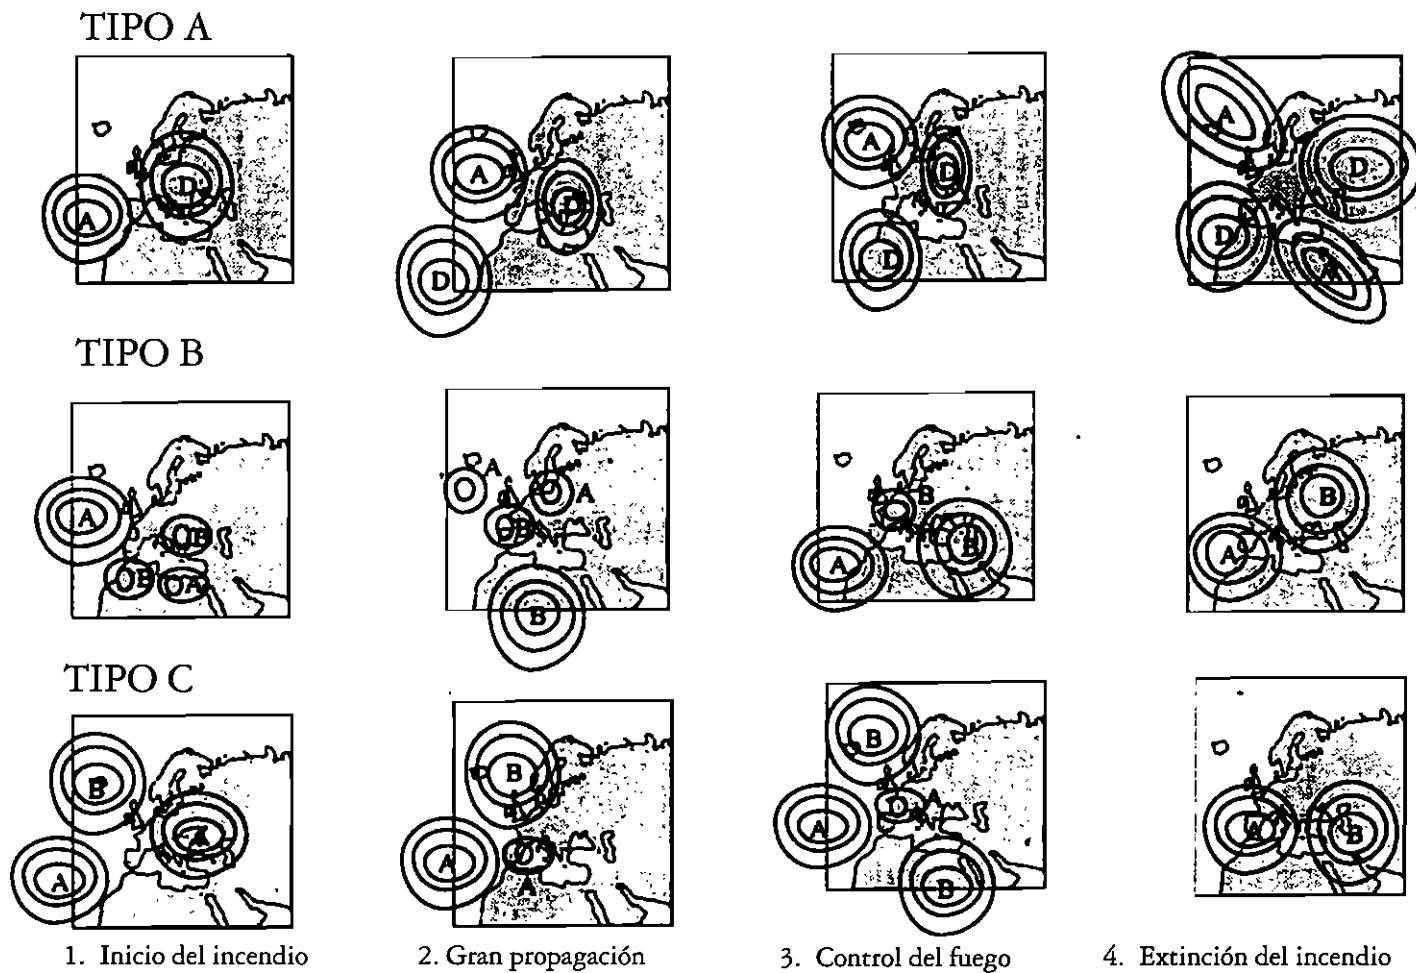 TIPO A
A D A D A D A D D A
D A
TIPO B
A B B A A A B B B A B B A
TIPO C
B A A B A A B A A B A B
1. Inicio del incendio 2. Gran propagación 3. Control del fuego 4. Extinción del incendio